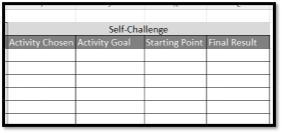 Self-Challenge
Activity Chosen Activity Goal Starting Point Final Result